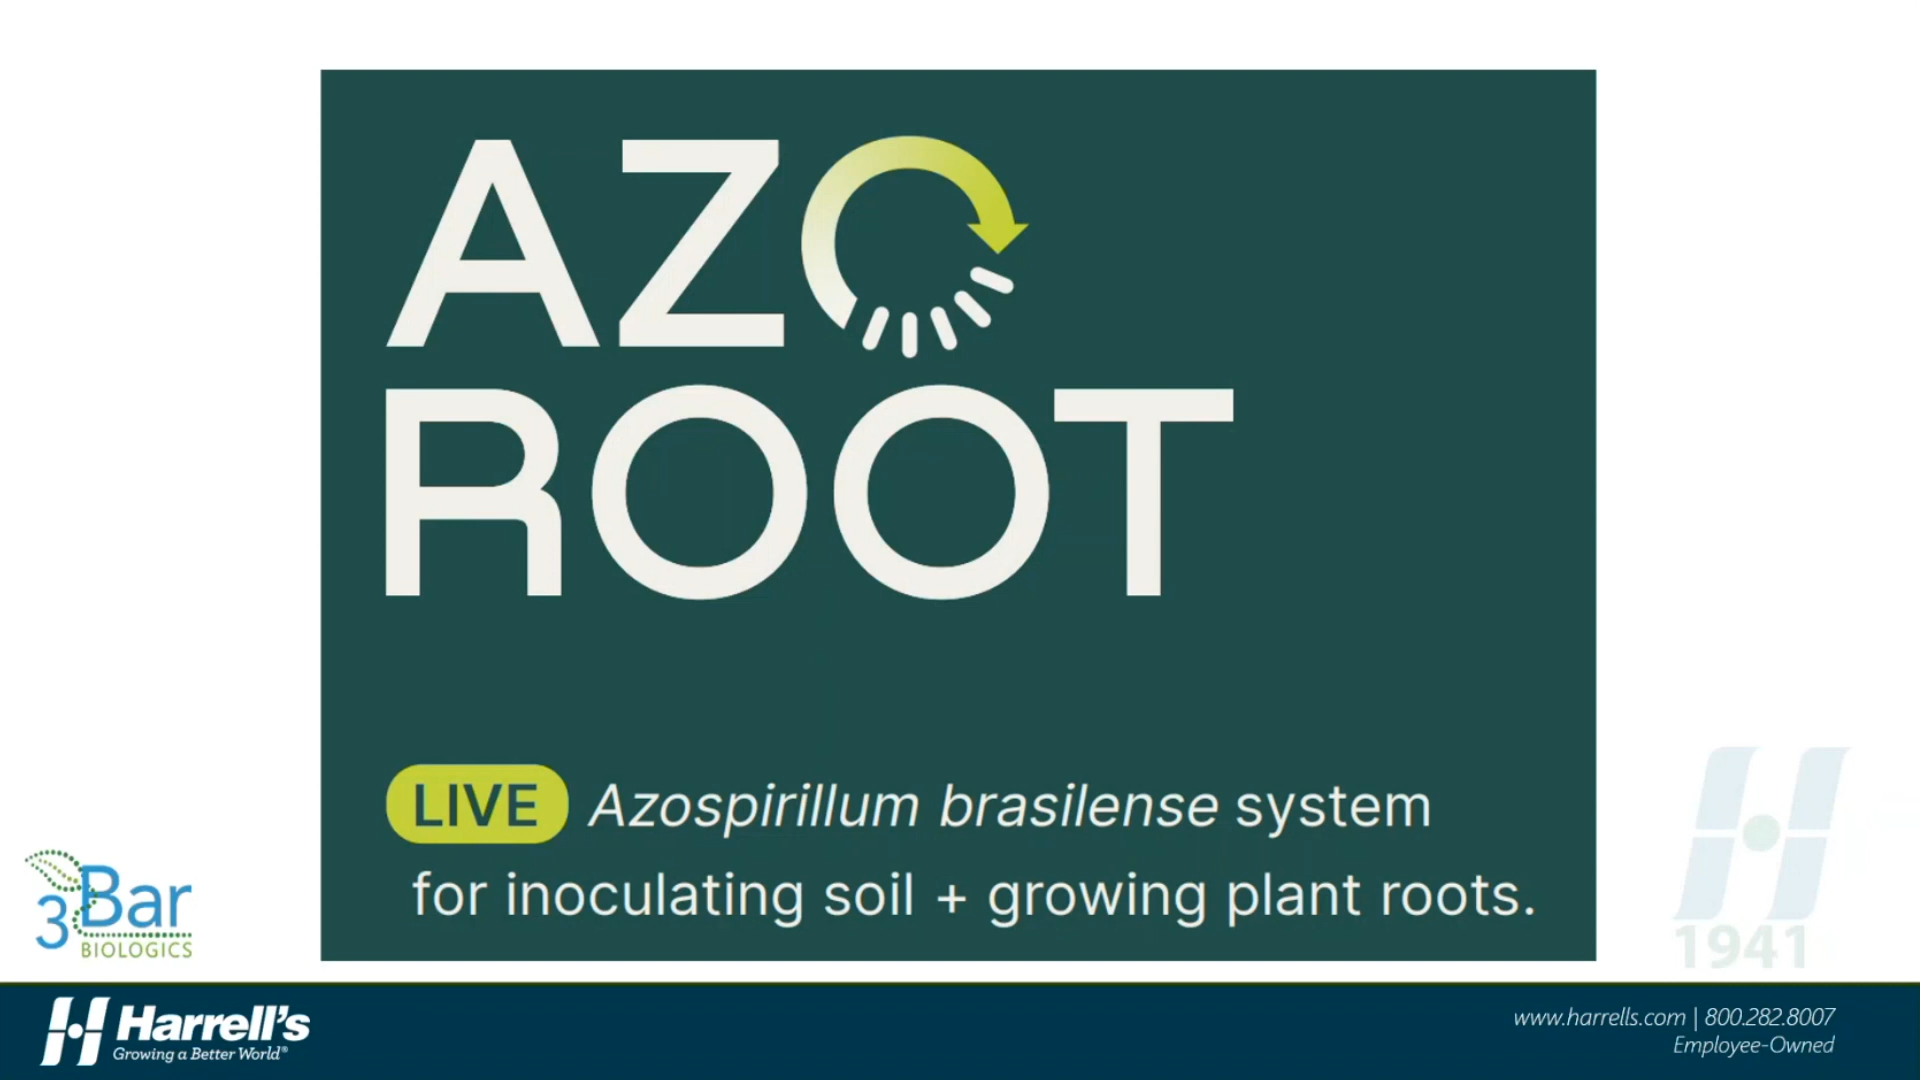 AZO
ROOT
LIVE Azospirillum brasilense system
for inoculating soil + growing plant roots.
3Bar
BIOLOGICS
1941
Harrell's
Growing a Better World®
www.harrells.com | 800.282.8007
Employee-Owned